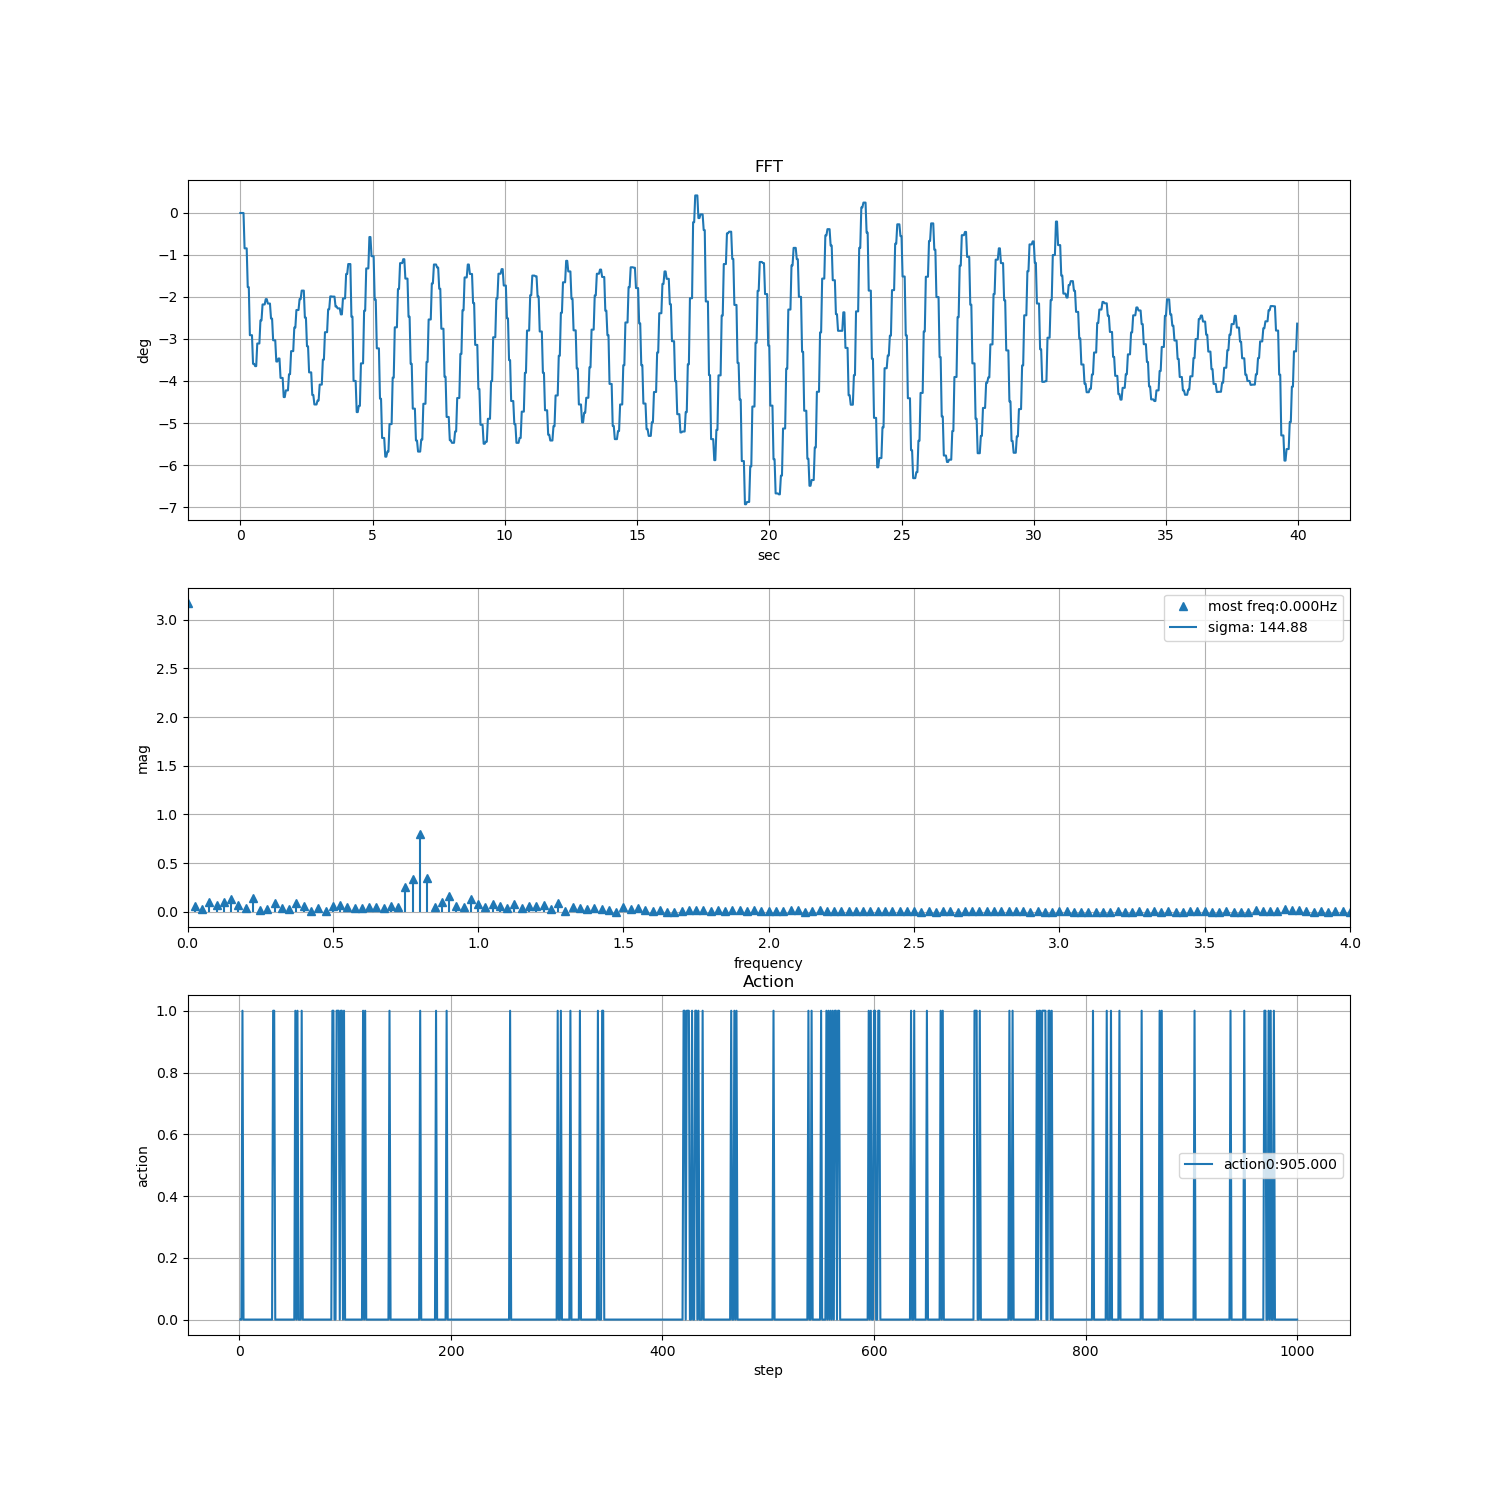 FFT
0
−1
−2
−3
−4
−5
−6
−7
deg
0 5 10 15 20 25 30 35 40
sec
3.0
2.5
2.0
1.5
1.0
0.5
0.0
mag
most freq:0.000Hz
sigma: 144.88
0.0 0.5 1.0 1.5 2.0 2.5 3.0 3.5 4.0
frequency
Action
1.0
0.8
0.6
0.4
0.2
0.0
action
action0:905.000
0 200 400 600 800 1000
step